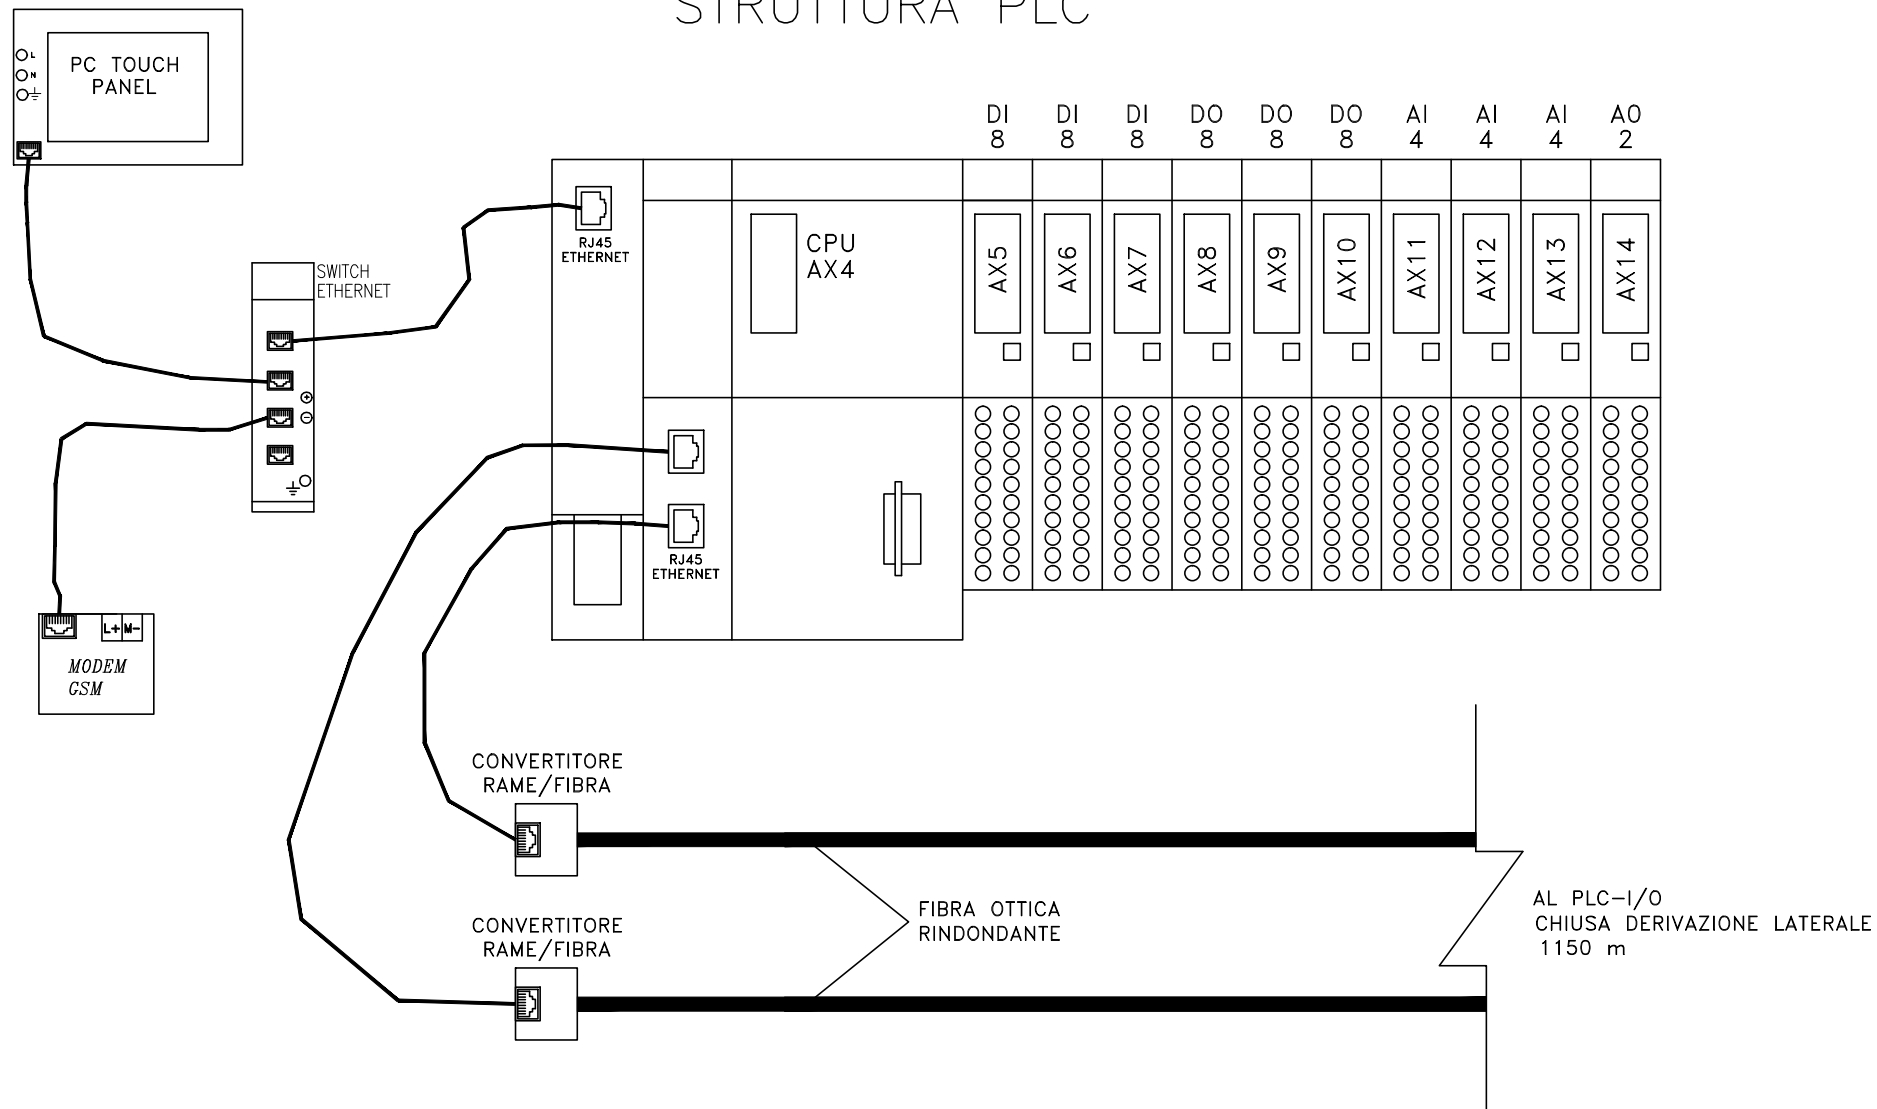 STRUTTURA PLC
L
N
PC TOUCH
PANEL
DI DI DI DO DO DO AI AI AI AO
8 8 8 8 8 8 4 4 4 2
RJ45
ETHERNET
CPU
AX4
AX5 AX6 AX7 AX8 AX9 AX10 AX11 AX12 AX13 AX14
SWITCH
ETHERNET
RJ45
ETHERNET
L+ M-
MODEM
GSM
CONVERTITORE
RAME/FIBRA
FIBRA OTTICA
RINDONDANTE
AL PLC-I/O
CHIUSA DERIVAZIONE LATERALE
1150 m
CONVERTITORE
RAME/FIBRA